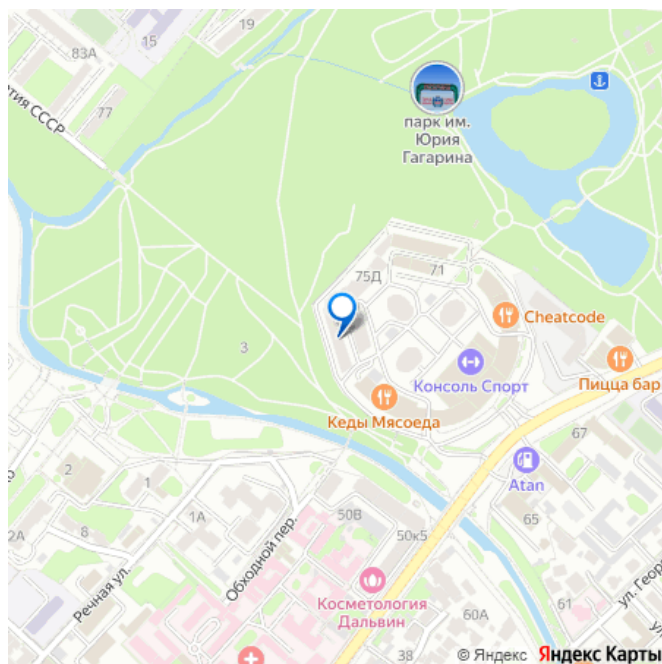 19
15
83А
77
ртия СССР
парк им.
Юрия
Гагарина
75Д
71
Cheatcode
3
Консоль Спорт
Пицца бар
Кеды Мясоеда
67
Atan
2
1
65
1А
50В
50к5
8
2А
Обходной пер.
Речная ул.
Косметология
Дальвин
60А
61
ул. Геор
38
© Яндекс Яндекс Карты